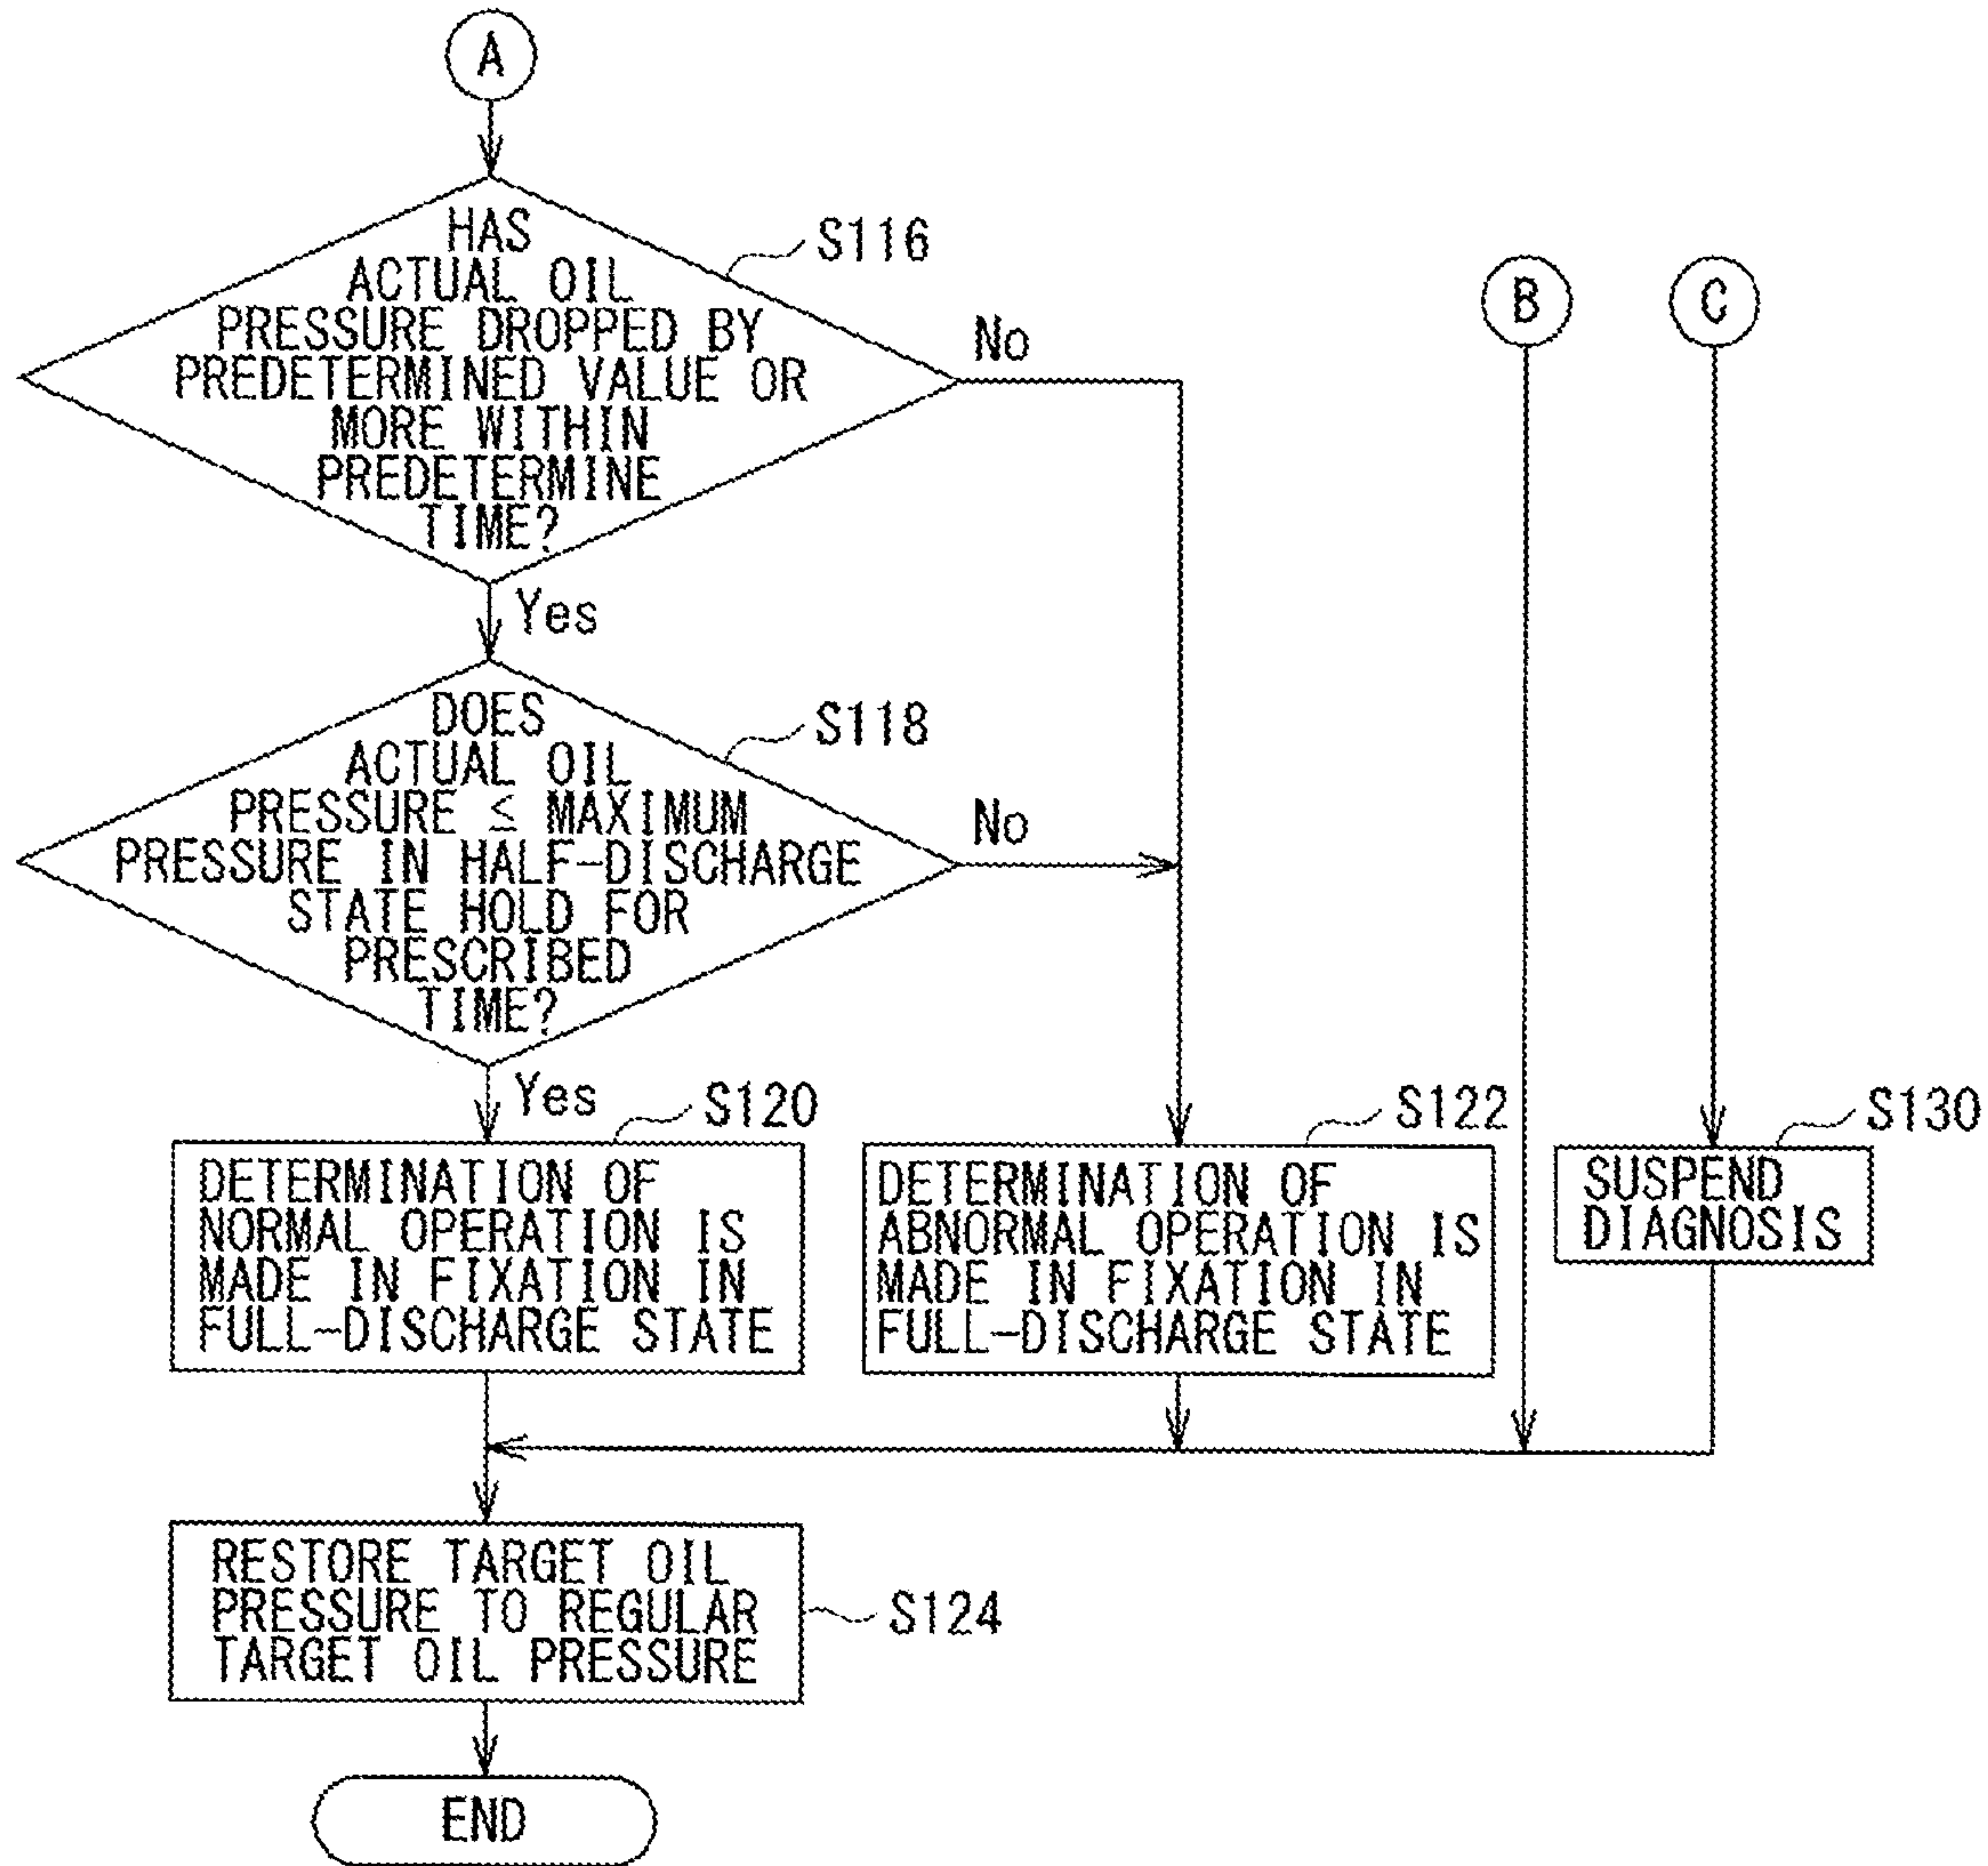 A
HAS
ACTUAL OIL
PRESSURE DROPPED BY
PREDETERMINED VALUE OR
MORE WITHIN
PREDETERMINE
TIME?
S116
No
Yes
B
C
DOES
ACTUAL OIL
PRESSURE ≤ MAXIMUM
PRESSURE IN HALF-DISCHARGE
STATE HOLD FOR
PRESCRIBED
TIME?
S118
No
Yes
S120
DETERMINATION OF
NORMAL OPERATION IS
MADE IN FIXATION IN
FULL-DISCHARGE STATE
S122
DETERMINATION OF
ABNORMAL OPERATION IS
MADE IN FIXATION IN
FULL-DISCHARGE STATE
S130
SUSPEND
DIAGNOSIS
RESTORE TARGET OIL
PRESSURE TO REGULAR
TARGET OIL PRESSURE
S124
END